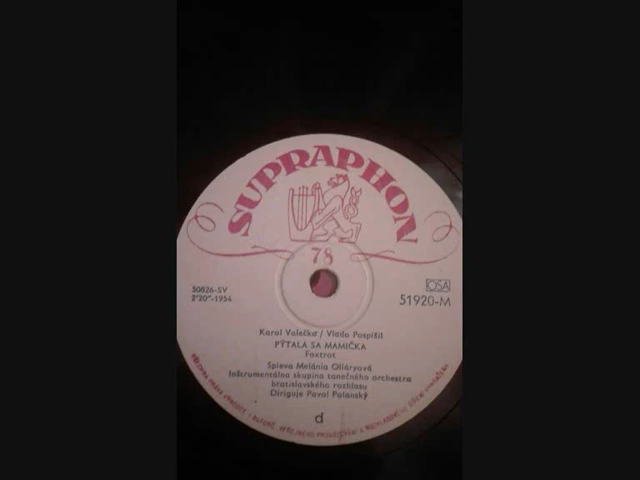 SUPRAPHON
78
50826-SV
2'20"-1954
OSA
51920-M
Karol Valečka / Vlado Pospíšil
PÝTALA SA MAMIČKA
Foxtrot
Spieva Melánia Olláryová
Inštrumentálna skupina tanečného orchestra
bratislavského rozhlasu
Diriguje Pavol Polanský
d